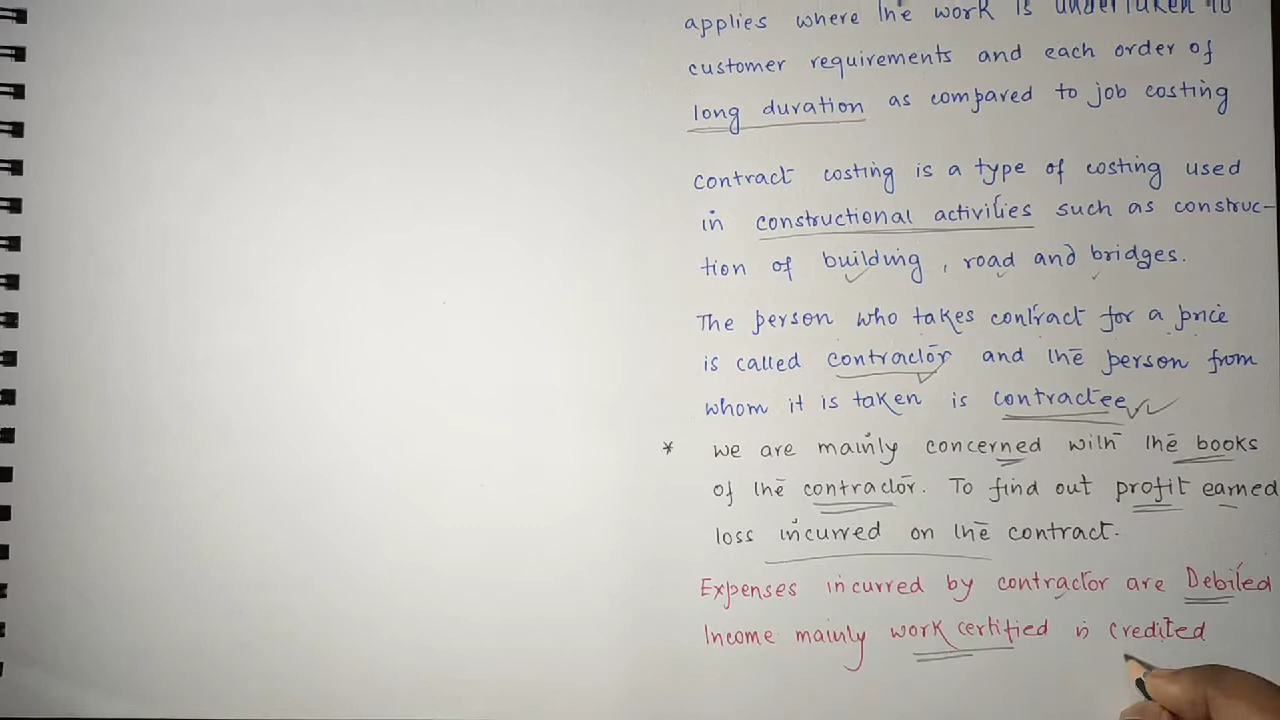 applies where the work is undertaken to
customer requirements and each order of
long duration as compared to job costing
contract costing is a type of costing used
in constructional activities such as construc-
tion of building, road and bridges.
The person who takes contract for a price
is called contractor and the person from
whom it is taken is contractee
* we are mainly concerned with the books
of the contractor. To find out profit earned
loss incurred on the contract.
Expenses incurred by contractor are Debited
Income mainly work certified is credited